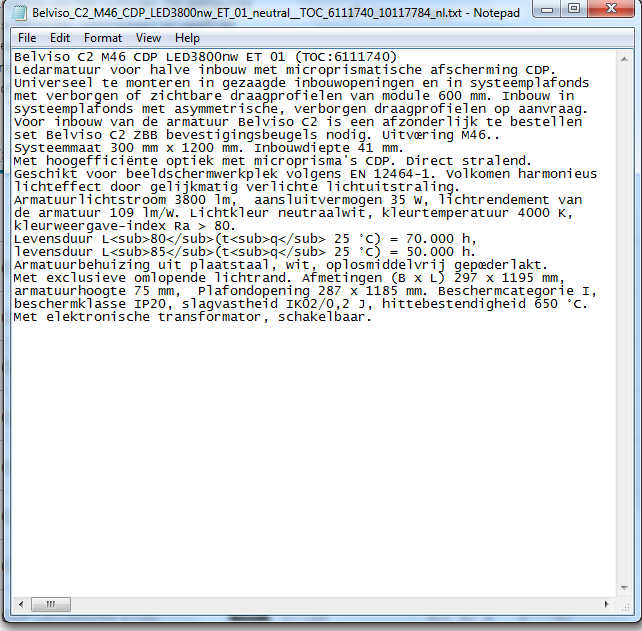 Belviso_C2_M46_CDP_LED3800nw_ET_01_neutral__TOC_6111740_10117784_nl.txt - Notepad
File Edit Format View Help
Belviso C2 M46 CDP LED3800nw ET 01 (TOC:6111740)
Ledarmatuur voor halve inbouw met microprismatische afscherming CDP.
Universeel te monteren in gezaagde inbouwopeningen en in systeemplafonds
met verborgen of zichtbare draagprofielen van module 600 mm. Inbouw in
systeemplafonds met asymmetrische, verborgen draagprofielen op aanvraag.
Voor inbouw van de armatuur Belviso C2 is een afzonderlijk te bestellen
set Belviso C2 ZBB bevestigingsbeugels nodig. Uitvœring M46..
Systeemmaat 300 mm x 1200 mm. Inbouwdiepte 41 mm.
Met hoogefficiënte optiek met microprisma's CDP. Direct stralend.
Geschikt voor beeldschermwerkplek volgens EN 12464-1. Volkomen harmonieus
lichteffect door gelijkmatig verlichte lichtuitstraling.
Armatuurlichtstroom 3800 lm,  aansluitvermogen 35 W, lichtrendement van
de armatuur 109 lm/W. Lichtkleur neutraalwit, kleurtemperatuur 4000 K,
kleurweergave-index Ra > 80.
Levensduur L<sub>80</sub>(t<sub>q</sub> 25 °C) = 70.000 h,
levensduur L<sub>85</sub>(t<sub>q</sub> 25 °C) = 50.000 h.
Armatuurbehuizing uit plaatstaal, wit, oplosmiddelvrij gepœderlakt.
Met exclusieve omlopende lichtrand. Afmetingen (B x L) 297 x 1195 mm,
armatuurhoogte 75 mm,  Plafondopening 287 x 1185 mm. Beschermcategorie I,
beschermklasse IP20, slagvastheid IK02/0,2 J, hittebestendigheid 650 °C.
Met elektronische transformator, schakelbaar.